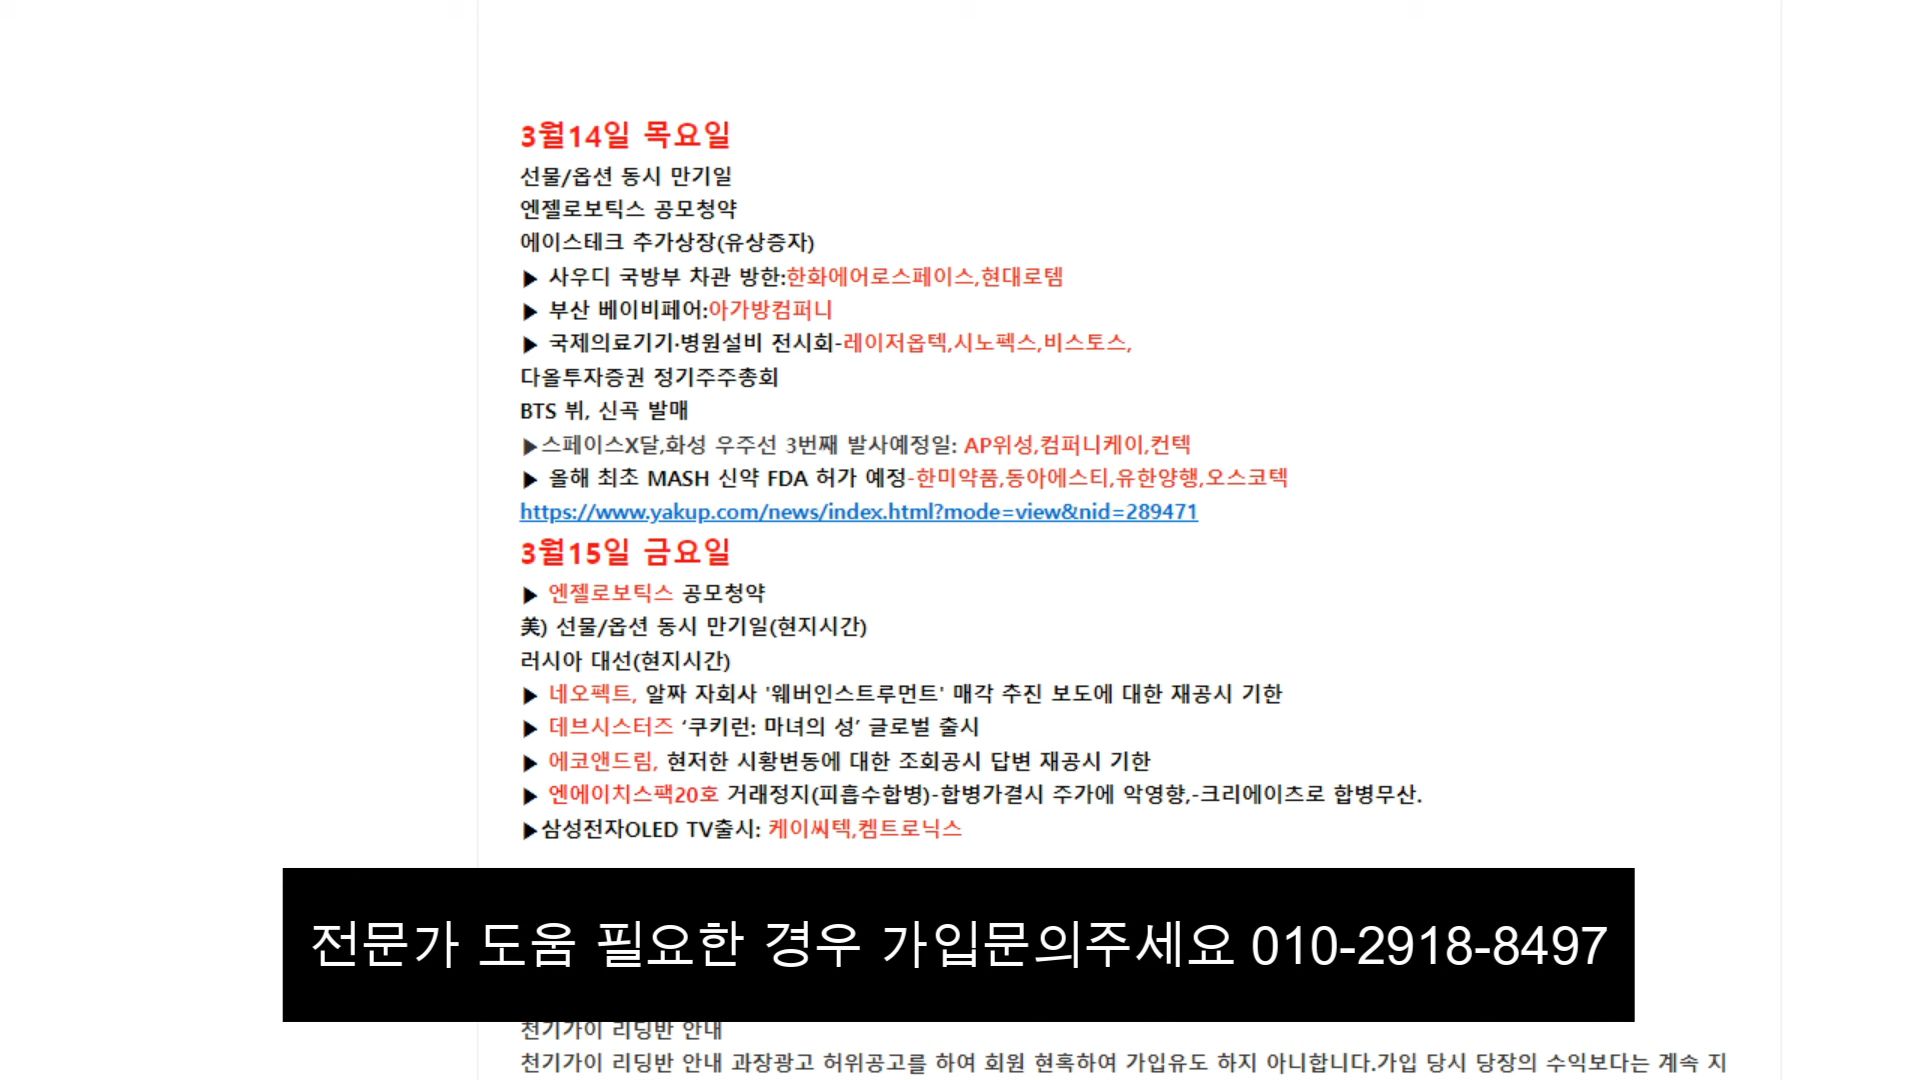 3월14일 목요일
선물/옵션 동시 만기일
엔젤로보틱스 공모청약
에이스테크 추가상장(유상증자)
▶ 사우디 국방부 차관 방한:한화에어로스페이스,현대로템
▶ 부산 베이비페어:아가방컴퍼니
▶ 국제의료기기·병원설비 전시회-레이저옵텍,시노펙스,비스토스,
다올투자증권 정기주주총회
BTS 뷔, 신곡 발매
▶스페이스X달,화성 우주선 3번째 발사예정일: AP위성,컴퍼니케이,컨텍
▶ 올해 최초 MASH 신약 FDA 허가 예정-한미약품,동아에스티,유한양행,오스코텍
https://www.yakup.com/news/index.html?mode=view&nid=289471
3월15일 금요일
▶ 엔젤로보틱스 공모청약
美) 선물/옵션 동시 만기일(현지시간)
러시아 대선(현지시간)
▶ 네오펙트, 알짜 자회사 '웨버인스트루먼트' 매각 추진 보도에 대한 재공시 기한
▶ 데브시스터즈 ‘쿠키런: 마녀의 성’ 글로벌 출시
▶ 에코앤드림, 현저한 시황변동에 대한 조회공시 답변 재공시 기한
▶ 엔에이치스팩20호 거래정지(피흡수합병)-합병가결시 주가에 악영향,-크리에이츠로 합병무산.
▶삼성전자OLED TV출시: 케이씨텍,켐트로닉스
전문가 도움 필요한 경우 가입문의주세요 010-2918-8497
천기가이 리딩반 안내
천기가이 리딩반 안내 과장광고 허위공고를 하여 회원 현혹하여 가입유도 하지 아니합니다.가입 당시 당장의 수익보다는 계속 지